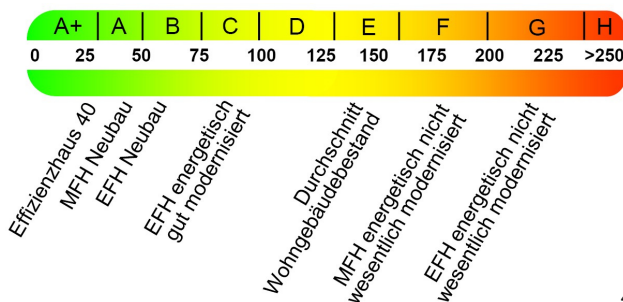 A+ A B C D E F G H
0 25 50 75 100 125 150 175 200 225 >250
Effizienzhaus 40
MFH Neubau
EFH Neubau
EFH energetisch
gut modernisiert
Durchschnitt
Wohngebäudebestand
MFH energetisch nicht
wesentlich modernisiert
EFH energetisch nicht
wesentlich modernisiert